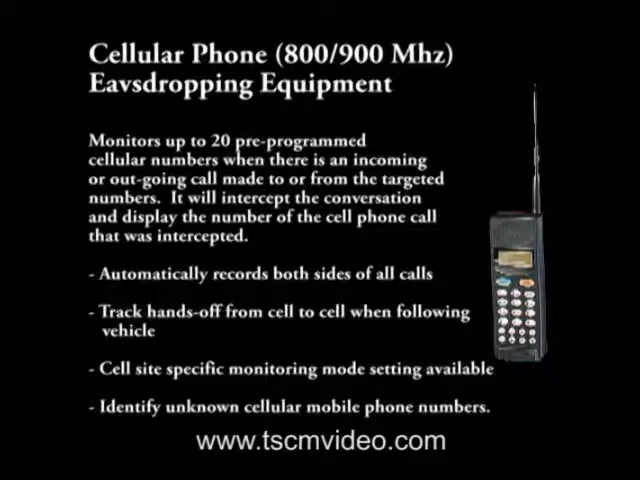 Cellular Phone (800/900 Mhz)
Eavsdropping Equipment
Monitors up to 20 pre-programmed
cellular numbers when there is an incoming
or out-going call made to or from the targeted
numbers. It will intercept the conversation
and display the number of the cell phone call
that was intercepted.
- Automatically records both sides of all calls
- Track hands-off from cell to cell when following
vehicle
- Cell site specific monitoring mode setting available
- Identify unknown cellular mobile phone numbers.
www.tscmvideo.com